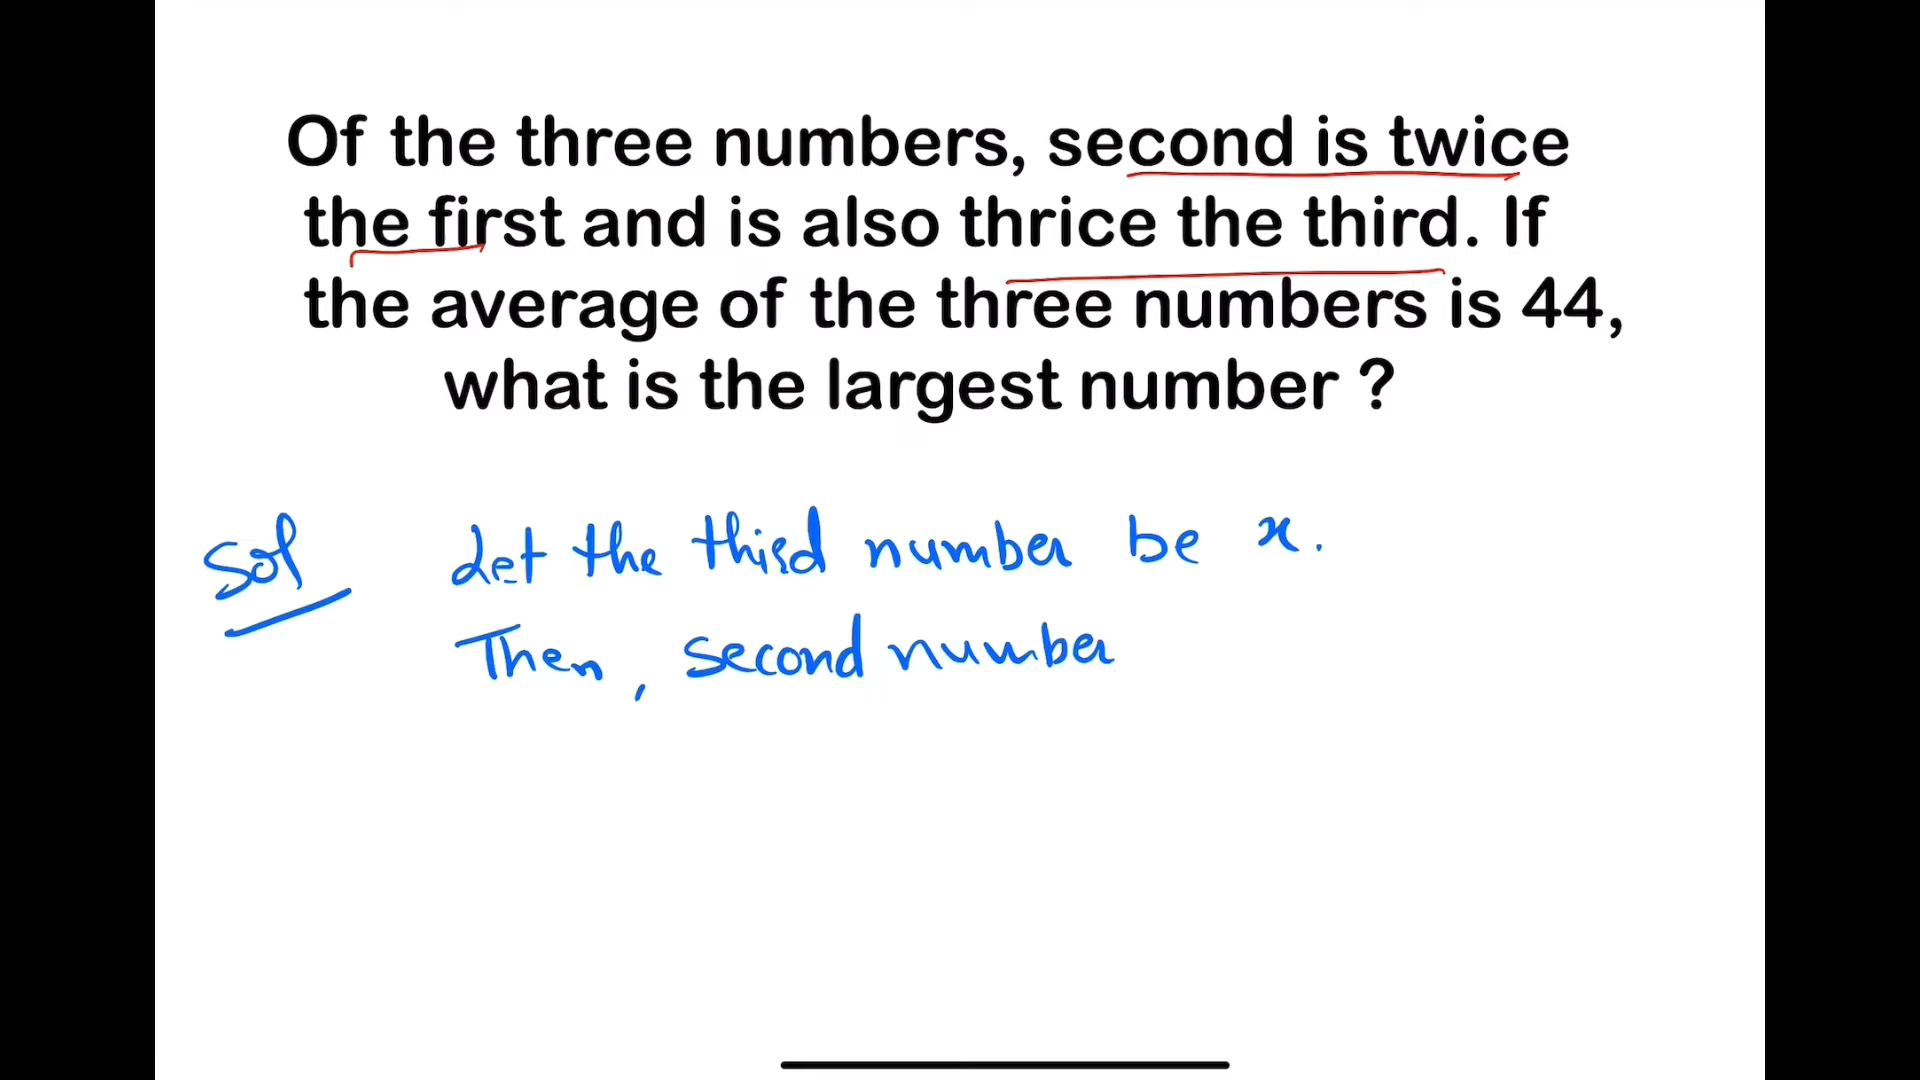 Of the three numbers, second is twice
the first and is also thrice the third. If
the average of the three numbers is 44,
what is the largest number ?
Sol Let the third number be x.
Then, second number